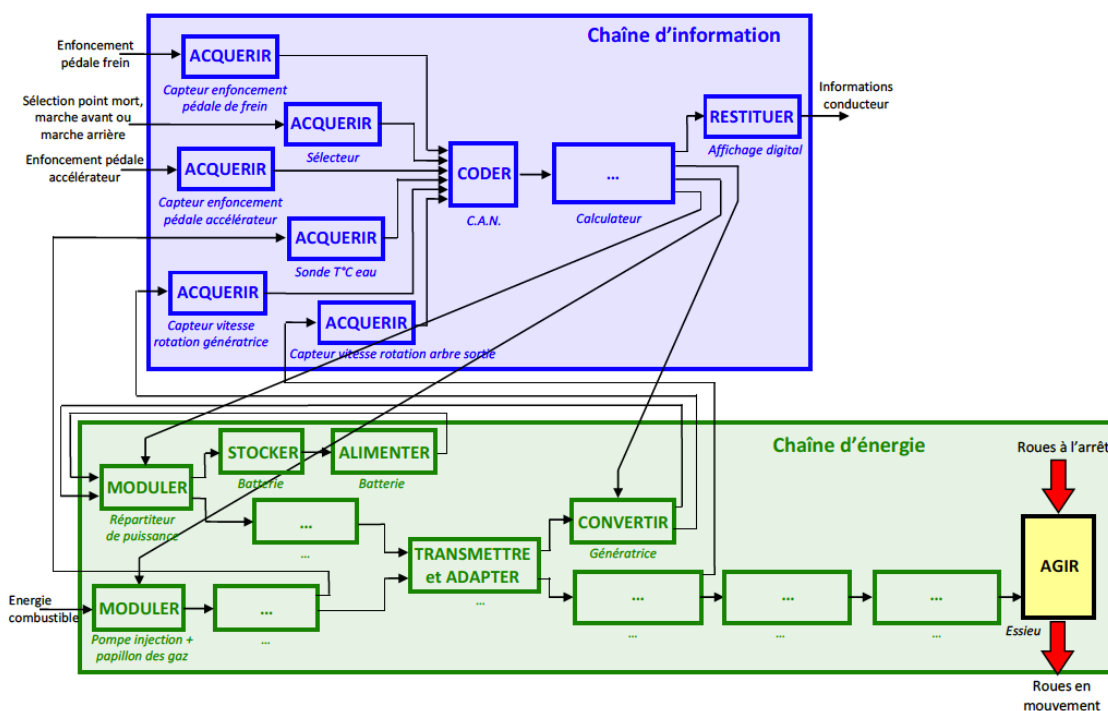 Chaîne d'information
Enfoncement
pédale frein
ACQUERIR
Capteur enfoncement
pédale de frein
Sélection point mort,
marche avant ou
marche arrière
ACQUERIR
Sélecteur
Enfoncement pédale
accélérateur
ACQUERIR
Capteur enfoncement
pédale accélérateur
ACQUERIR
Sonde T°C eau
ACQUERIR
Capteur vitesse
rotation génératrice
ACQUERIR
Capteur vitesse rotation arbre sortie
CODER
C.A.N.
...
Calculateur
RESTITUER
Affichage digital
Informations
conducteur
Chaîne d'énergie
MODULER
Répartiteur
de puissance
STOCKER
Batterie
ALIMENTER
Batterie
...
...
Energie
combustible
MODULER
Pompe injection +
papillon des gaz
...
...
TRANSMETTRE
et ADAPTER
...
CONVERTIR
Génératrice
...
...
...
...
...
...
Roues à l'arrêt
AGIR
Essieu
Roues en
mouvement